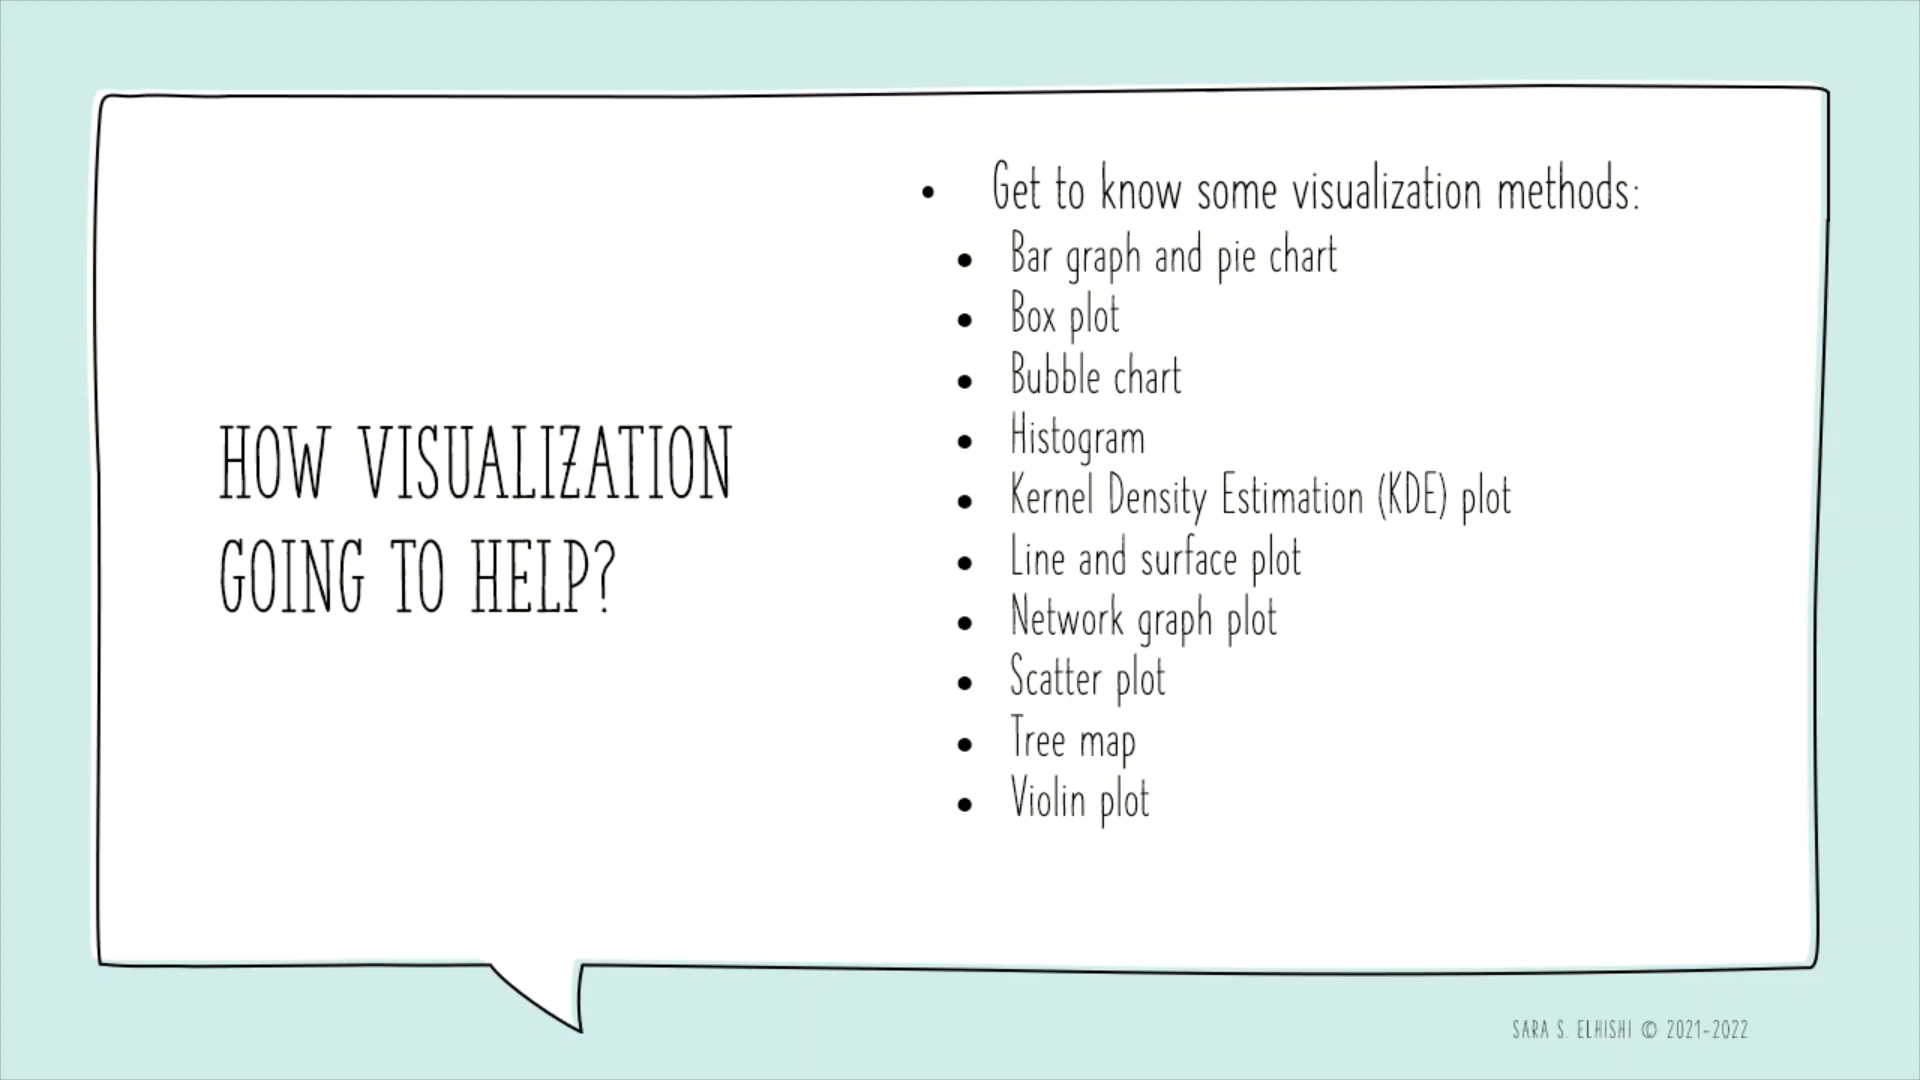 HOW VISUALIZATION
GOING TO HELP?
• Get to know some visualization methods:
• Bar graph and pie chart
• Box plot
• Bubble chart
• Histogram
• Kernel Density Estimation (KDE) plot
• Line and surface plot
• Network graph plot
• Scatter plot
• Tree map
• Violin plot
SARA S. ELHISHI © 2021-2022